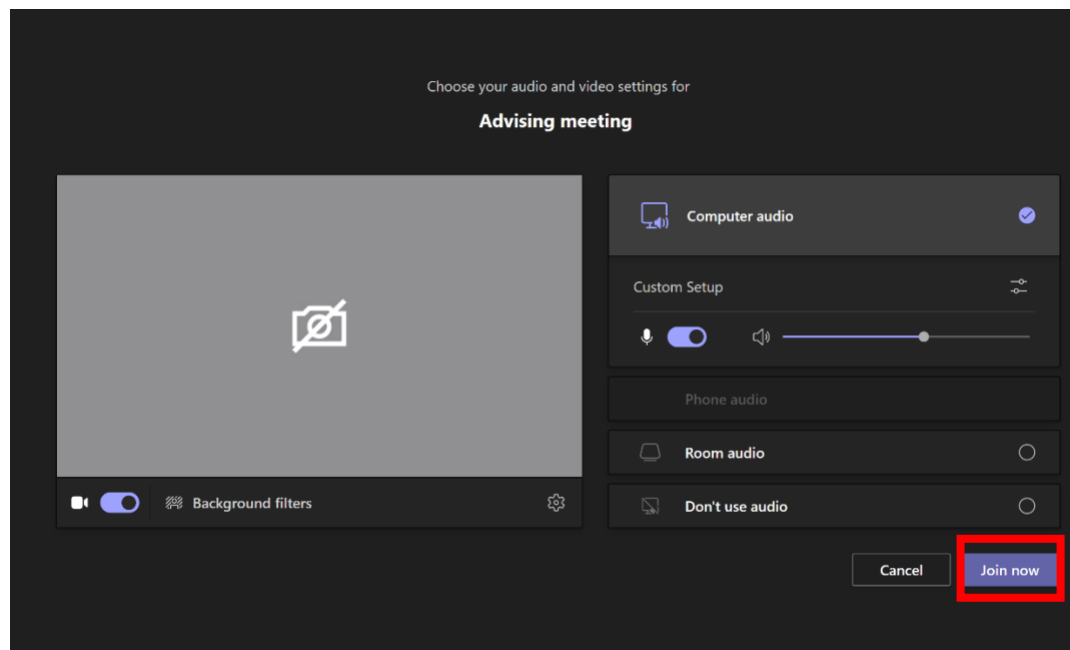 Choose your audio and video settings for
Advising meeting
Computer audio
Custom Setup
Phone audio
Room audio
Background filters
Don't use audio
Cancel
Join now